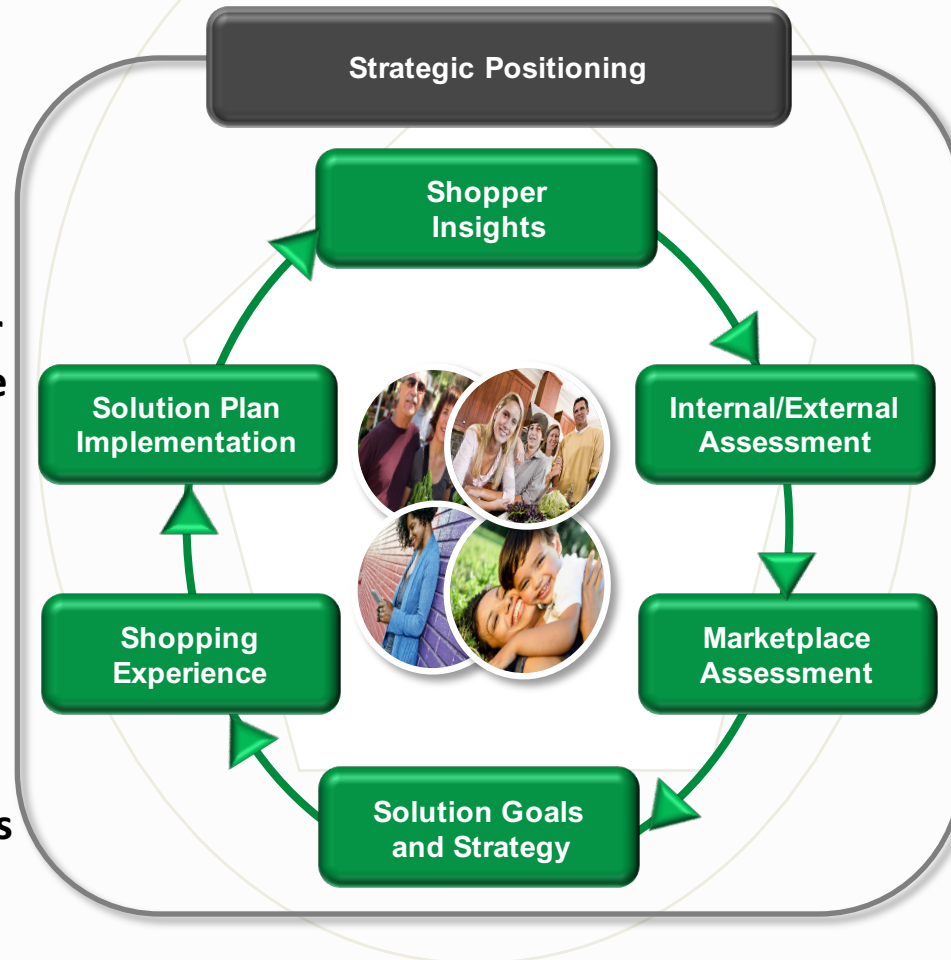 Strategic Positioning
Shopper
Insights
Internal/External
Assessment
Marketplace
Assessment
Solution Goals
and Strategy
Shopping
Experience
Solution Plan
Implementation